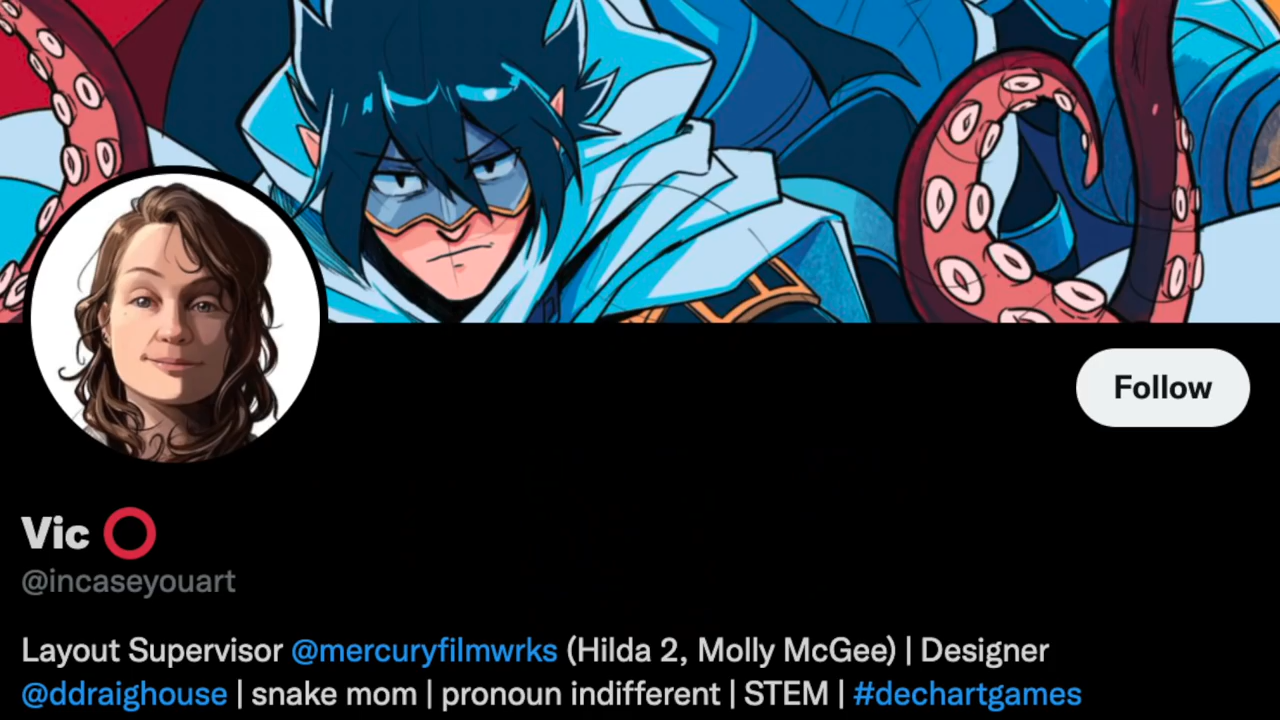 Follow
Vic
@incaseyouart
Layout Supervisor @mercuryfilmwrks (Hilda 2, Molly McGee) | Designer
@ddraighouse | snake mom | pronoun indifferent | STEM | #dechartgames